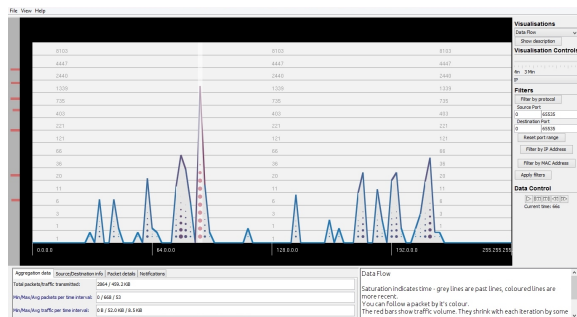 File View Help
Visualisations
Data Flow
Show description
Visualisation Controls
3 Min
Filters
Filter by protocol
Source Port
0 65535
Destination Port
0 65535
Reset port range
Filter by IP Address
Filter by MAC Address
Apply filters
Data Control
Current time: 66s
8103 8103 8103
4447 4447 4447
2440 2440 2440
1339 1339 1339
735 735 735
403 403 403
221 221 221
121 121 121
66 66 66
36 36 36
20 20 20
11 11 11
6 6 6
3 3 3
1 1 1
0.0.0.0 64.0.0.0 128.0.0.0 192.0.0.0 255.255.255
Aggregation data Source/Destination info Packet details Notifications
Total packets/traffic transmitted: 2864 / 459.2 KB
Min/Max/Avg packets per time interval: 0 / 668 / 53
Min/Max/Avg traffic per time interval: 0 B / 52.0 KB / 8.5 KB
Data Flow
Saturation indicates time - grey lines are past lines, coloured lines are
more recent.
You can follow a packet by it's colour.
The red bars show traffic volume. They shrink with each iteration by some